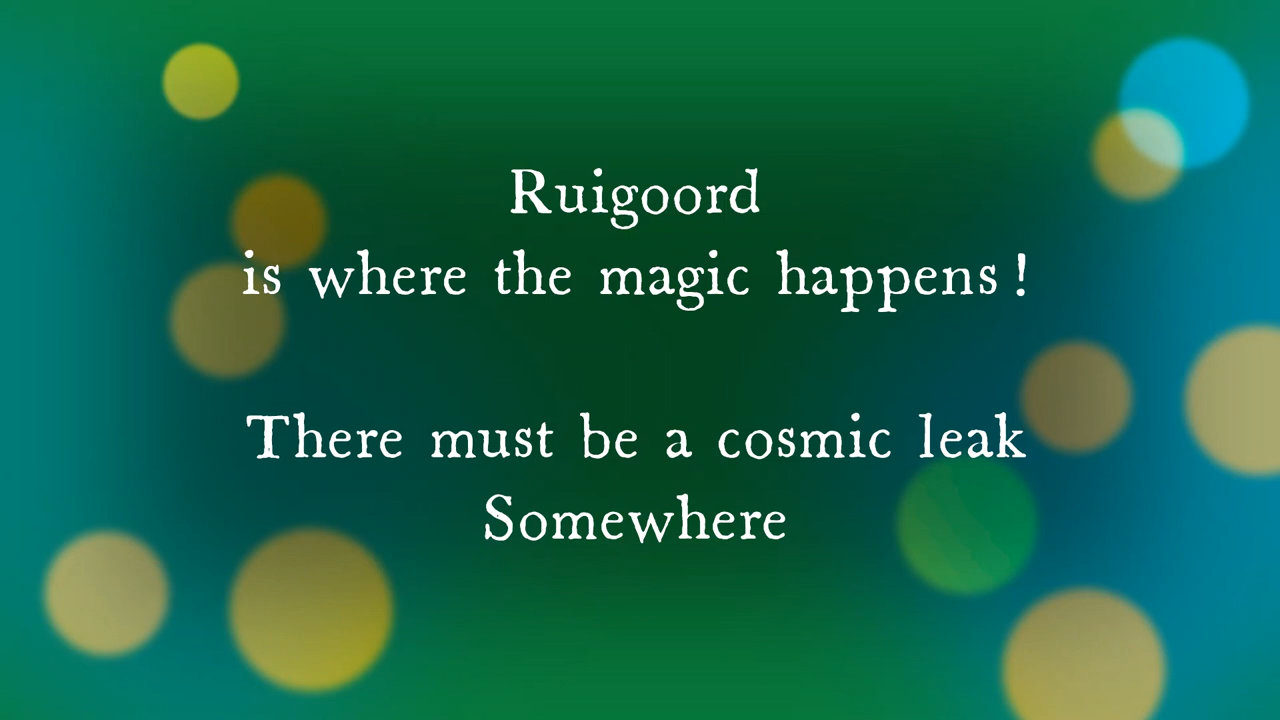 Ruigoord
is where the magic happens !
There must be a cosmic leak
Somewhere